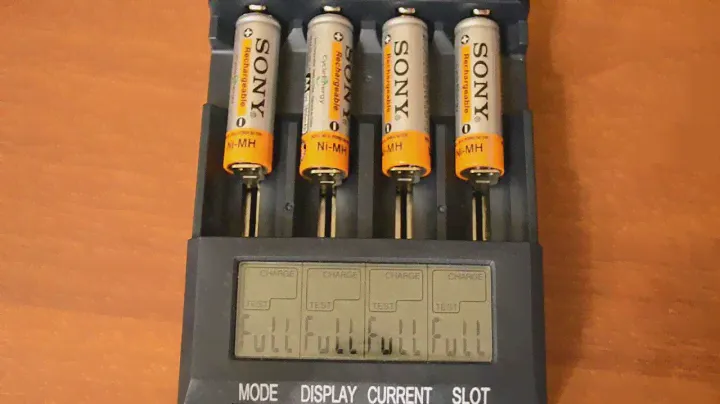 SONY
Rechargeable
Ni-MH
SONY
Rechargeable
CycleEnergy
Ni-MH
SONY
Rechargeable
Ni-MH
SONY
Rechargeable
Ni-MH
CHARGE CHARGE CHARGE CHARGE
TEST TEST TEST TEST
Full Full Full Full
MODE DISPLAY CURRENT SLOT